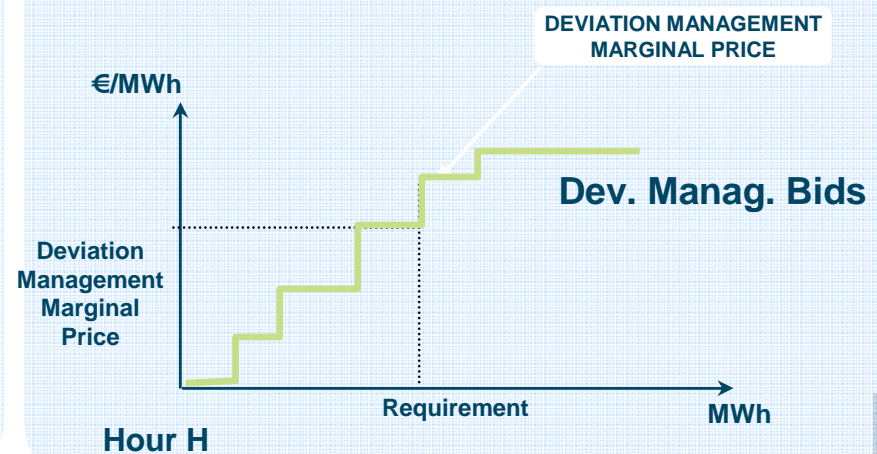 DEVIATION MANAGEMENT
MARGINAL PRICE
€/MWh
Dev. Manag. Bids
Deviation
Management
Marginal
Price
Requirement
MWh
Hour H